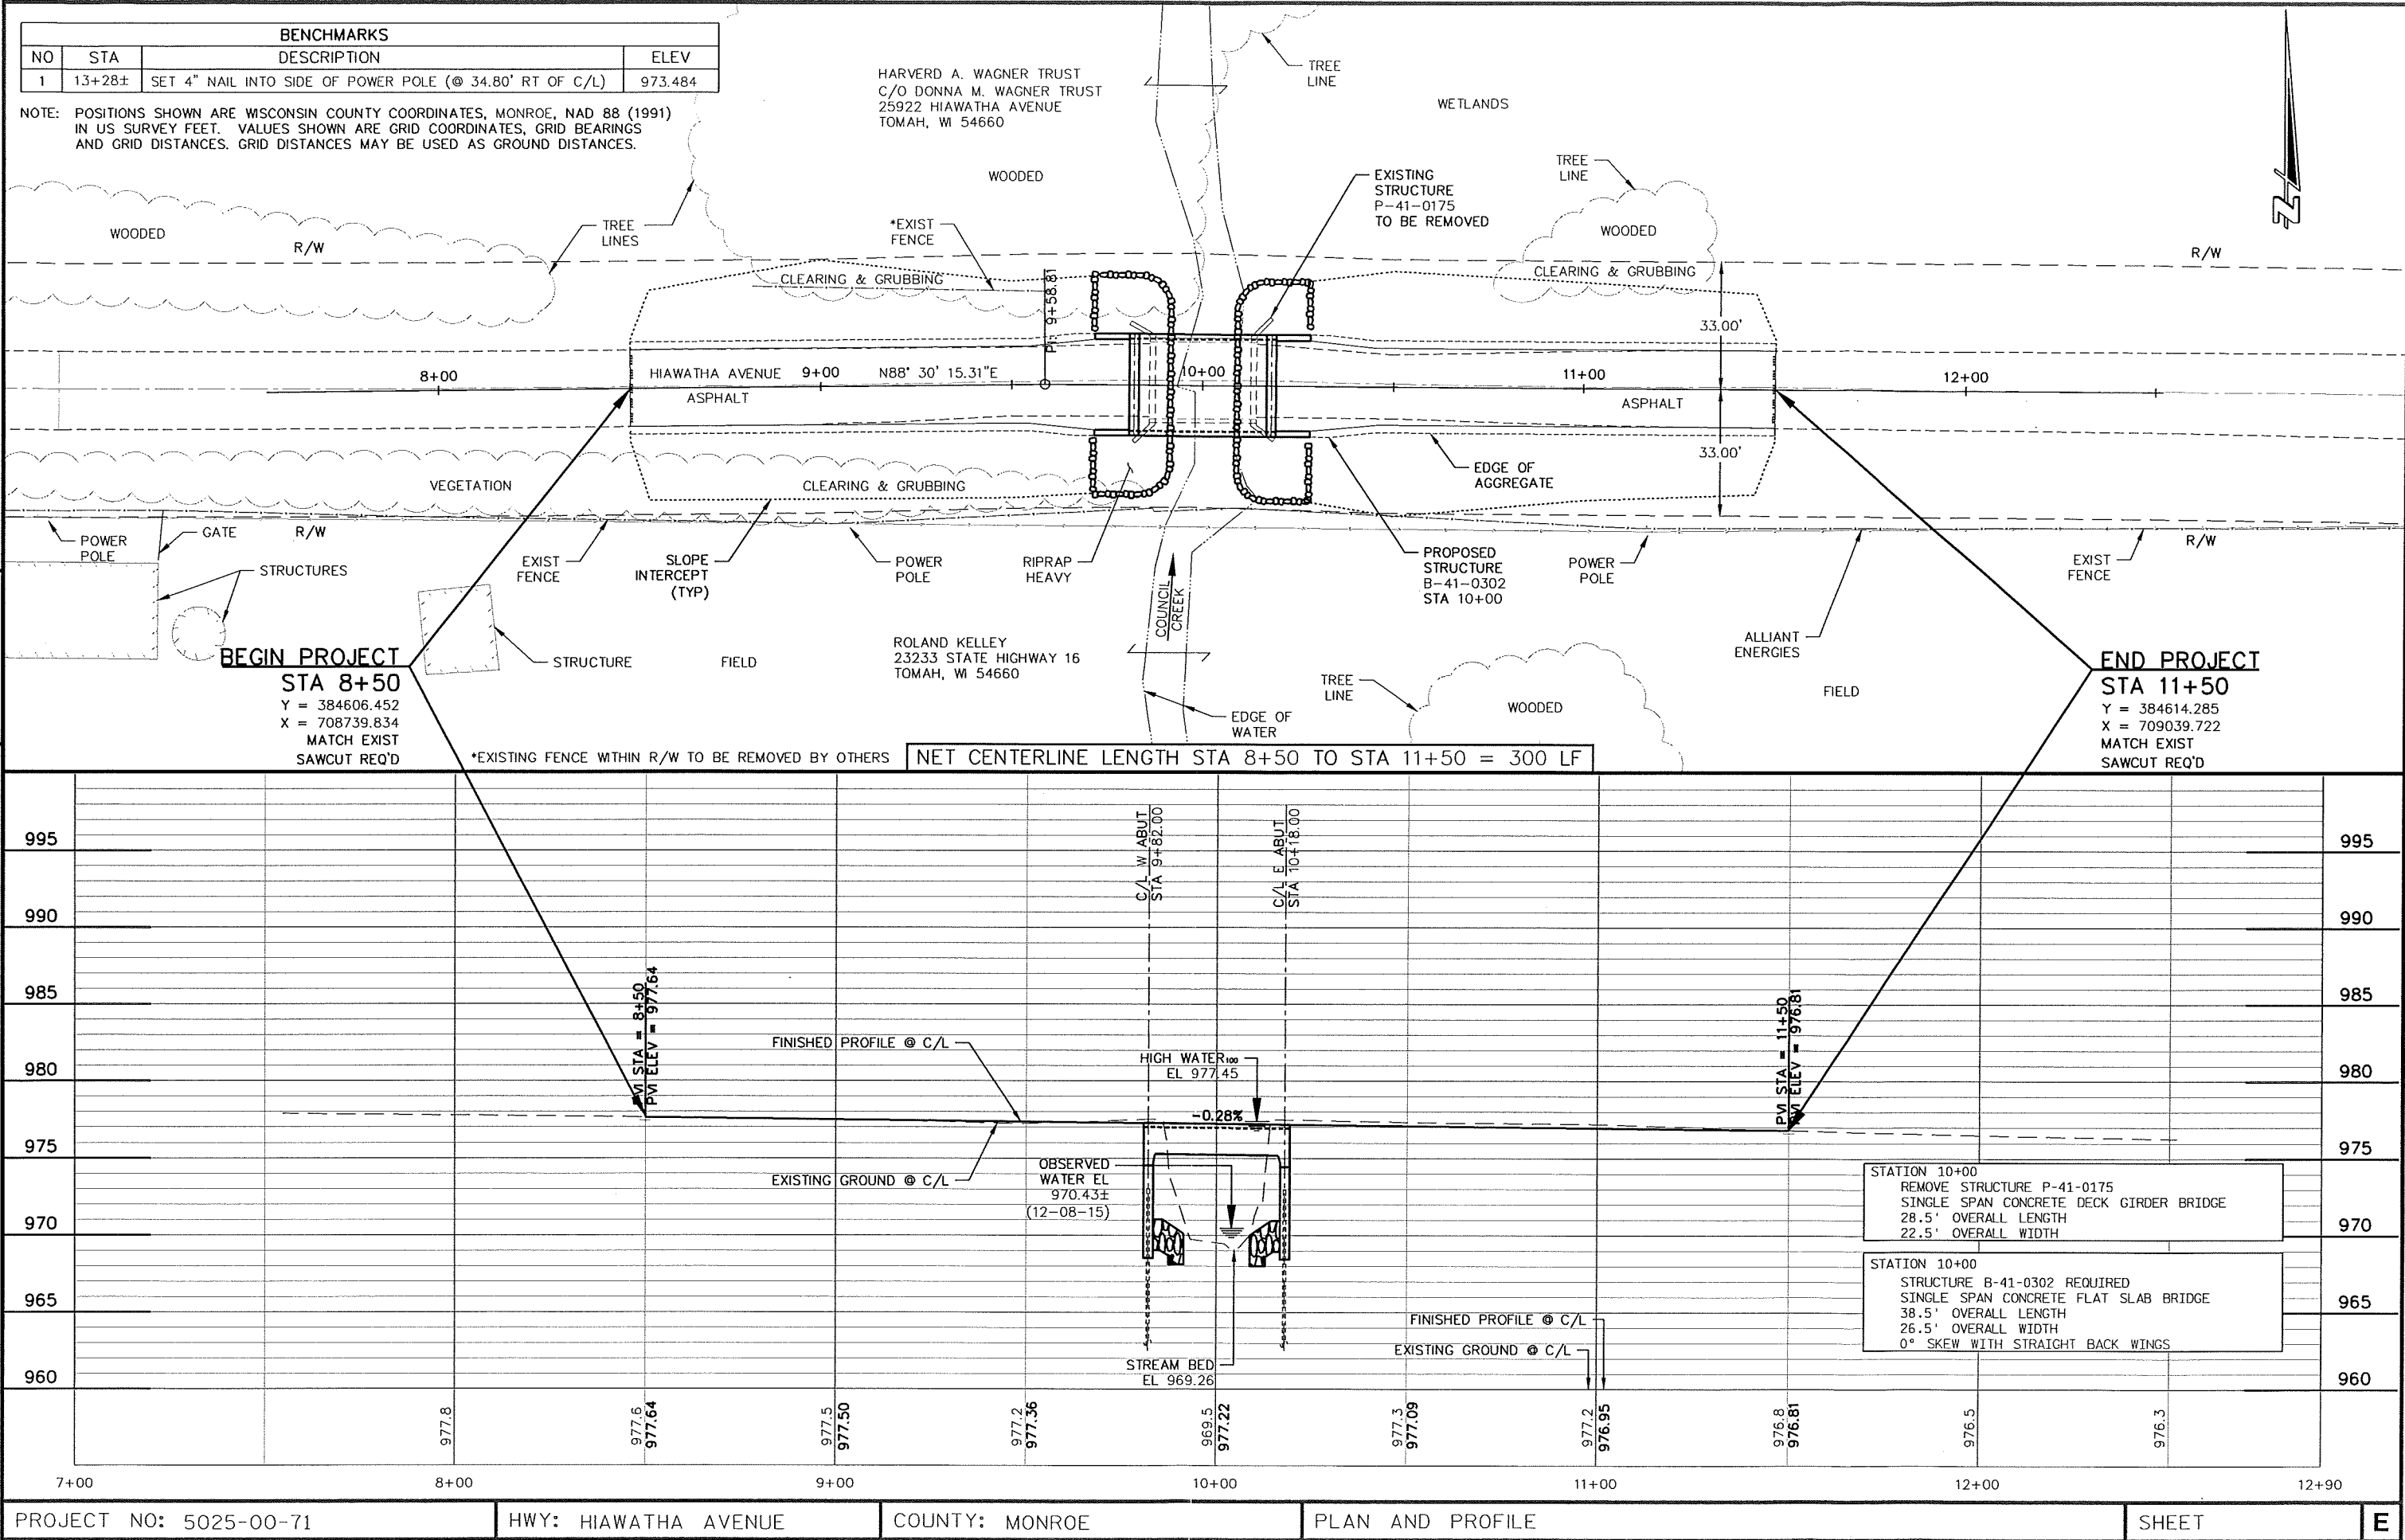 BENCHMARKS
NO STA DESCRIPTION ELEV
1 13+28± SET 4" NAIL INTO SIDE OF POWER POLE (@ 34.80' RT OF C/L) 973.484
NOTE: POSITIONS SHOWN ARE WISCONSIN COUNTY COORDINATES, MONROE, NAD 88 (1991)
IN US SURVEY FEET. VALUES SHOWN ARE GRID COORDINATES, GRID BEARINGS
AND GRID DISTANCES. GRID DISTANCES MAY BE USED AS GROUND DISTANCES.
HARVERD A. WAGNER TRUST
C/O DONNA M. WAGNER TRUST
25922 HIAWATHA AVENUE
TOMAH, WI 54660
TREE
LINE
WETLANDS
N
WOODED
EXISTING
STRUCTURE
P-41-0175
TO BE REMOVED
TREE
LINE
WOODED
WOODED
R/W
TREE
LINES
*EXIST
FENCE
R/W
CLEARING & GRUBBING
CLEARING & GRUBBING
PI 9+58.81
33.00'
8+00
HIAWATHA AVENUE
9+00
N88° 30' 15.31"E
10+00
11+00
12+00
ASPHALT
ASPHALT
33.00'
VEGETATION
CLEARING & GRUBBING
EDGE OF
AGGREGATE
POWER
POLE
GATE
R/W
EXIST
FENCE
SLOPE
INTERCEPT
(TYP)
POWER
POLE
RIPRAP
HEAVY
COUNCIL
CREEK
PROPOSED
STRUCTURE
B-41-0302
STA 10+00
POWER
POLE
EXIST
FENCE
R/W
STRUCTURES
ALLIANT
ENERGIES
BEGIN PROJECT
STA 8+50
Y = 384606.452
X = 708739.834
MATCH EXIST
SAWCUT REQ'D
STRUCTURE
FIELD
ROLAND KELLEY
23233 STATE HIGHWAY 16
TOMAH, WI 54660
EDGE OF
WATER
TREE
LINE
WOODED
FIELD
END PROJECT
STA 11+50
Y = 384614.285
X = 709039.722
MATCH EXIST
SAWCUT REQ'D
*EXISTING FENCE WITHIN R/W TO BE REMOVED BY OTHERS
NET CENTERLINE LENGTH STA 8+50 TO STA 11+50 = 300 LF
C/L W ABUT
STA 9+82.00
C/L E ABUT
STA 10+18.00
995 995
990 990
985 985
980 980
975 975
970 970
965 965
960 960
PVI STA = 8+50
PVI ELEV = 977.64
FINISHED PROFILE @ C/L
HIGH WATER100
EL 977.45
-0.28%
PVI STA = 11+50
PVI ELEV = 976.81
EXISTING GROUND @ C/L
OBSERVED
WATER EL
970.43±
(12-08-15)
STREAM BED
EL 969.26
FINISHED PROFILE @ C/L
EXISTING GROUND @ C/L
STATION 10+00
REMOVE STRUCTURE P-41-0175
SINGLE SPAN CONCRETE DECK GIRDER BRIDGE
28.5' OVERALL LENGTH
22.5' OVERALL WIDTH
STATION 10+00
STRUCTURE B-41-0302 REQUIRED
SINGLE SPAN CONCRETE FLAT SLAB BRIDGE
38.5' OVERALL LENGTH
26.5' OVERALL WIDTH
0° SKEW WITH STRAIGHT BACK WINGS
977.8
977.6
977.64
977.5
977.50
977.2
977.36
969.5
977.22
977.3
977.09
977.2
976.95
976.8
976.81
976.5
976.3
7+00 8+00 9+00 10+00 11+00 12+00 12+90
PROJECT NO: 5025-00-71 HWY: HIAWATHA AVENUE COUNTY: MONROE PLAN AND PROFILE SHEET E